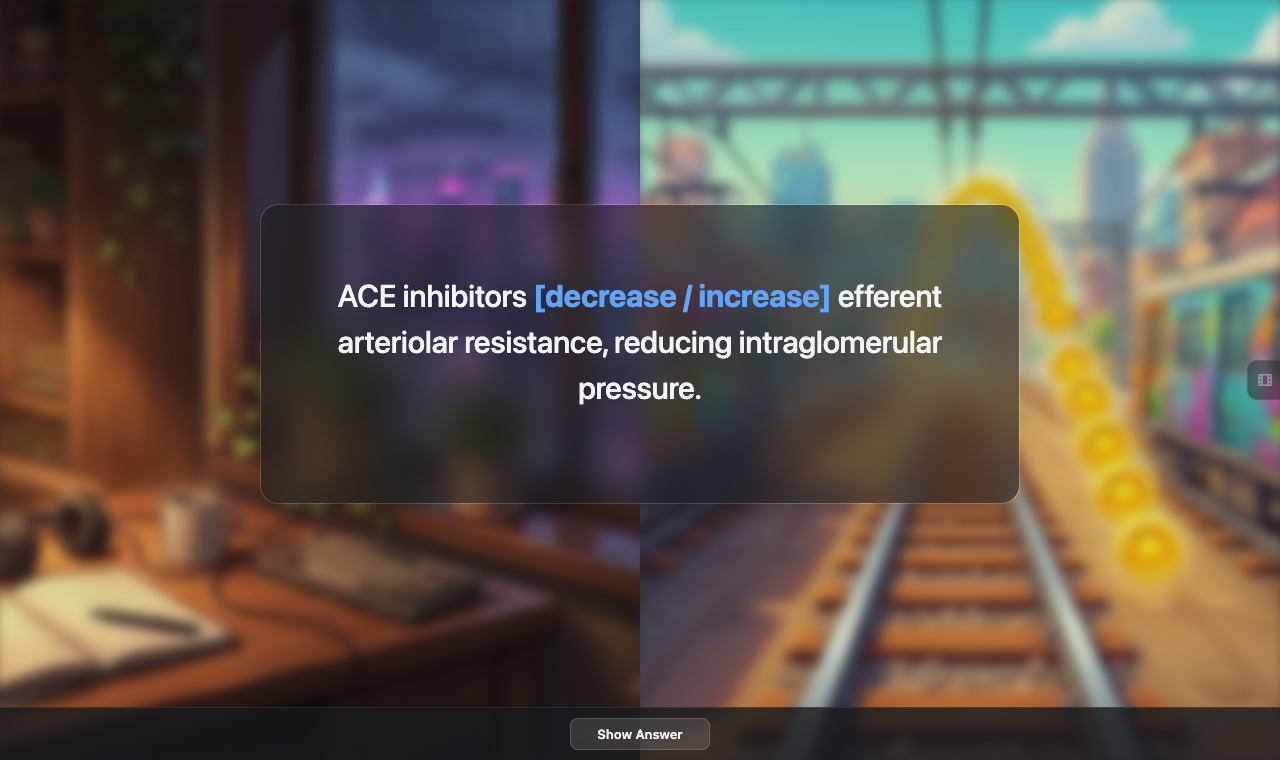 ACE inhibitors [decrease / increase] efferent
arteriolar resistance, reducing intraglomerular
pressure.
Show Answer